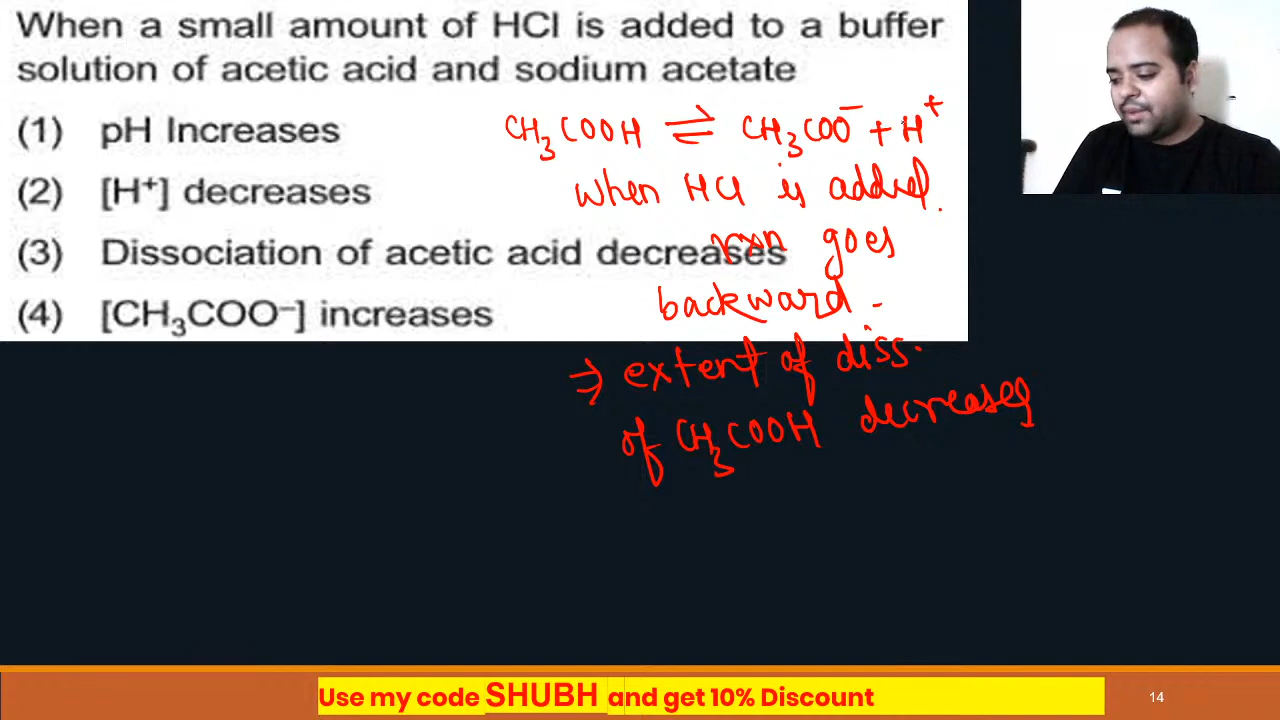 When a small amount of HCl is added to a buffer
solution of acetic acid and sodium acetate
(1) pH Increases
(2) [H⁺] decreases
(3) Dissociation of acetic acid decreases
(4) [CH₃COO⁻] increases
CH₃COOH ⇌ CH₃COO⁻ + H⁺
when HCl is added.
rxn goes
backward -
⇒ extent of diss.
of CH₃COOH decreases
Use my code SHUBH and get 10% Discount
14